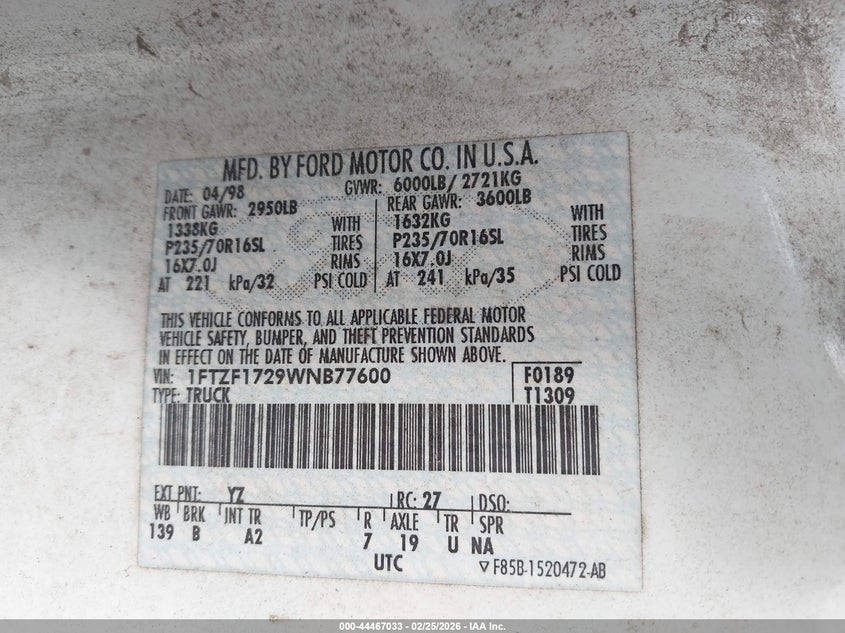 MFD. BY FORD MOTOR CO. IN U.S.A.
DATE: 04/98 GVWR: 6000LB/ 2721KG
FRONT GAWR: 2950LB REAR GAWR: 3600LB
1338KG WITH 1632KG WITH
P235/70R16SL TIRES P235/70R16SL TIRES
16X7.0J RIMS 16X7.0J RIMS
AT 221 kPa/32 PSI COLD AT 241 kPa/35 PSI COLD
THIS VEHICLE CONFORMS TO ALL APPLICABLE FEDERAL MOTOR
VEHICLE SAFETY, BUMPER, AND THEFT PREVENTION STANDARDS
IN EFFECT ON THE DATE OF MANUFACTURE SHOWN ABOVE.
VIN: 1FTZF1729WNB77600 F0189
TYPE: TRUCK T1309
EXT PNT: YZ RC: 27 DSO:
WB BRK INT TR TP/PS R AXLE TR SPR
139 B A2 7 19 U NA
UTC ▽F85B-1520472-AB
000-44467033 - 02/25/2026 - IAA Inc.